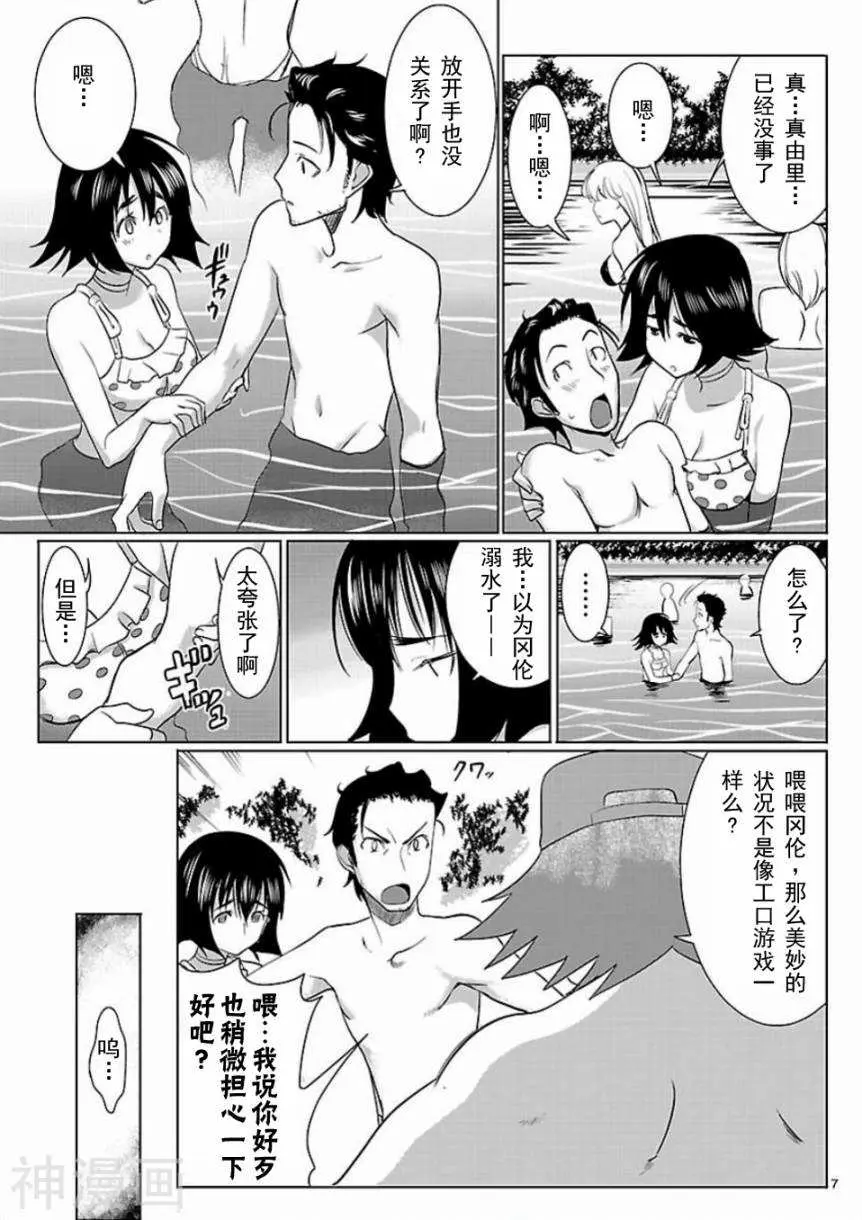 真…真由里
已经没事了
嗯…
啊…嗯…
放开手也没
关系了啊?
嗯…
ギュウウ
怎么了?
……
我…以为冈伦
溺水了——
太夸张了啊
但是…
ギュッ
喂喂冈伦,那么美妙的
状况不是像工口游戏一
样么?
クワッ
喂…我说你好歹
也稍微担心一下
好吧?
呜…
神漫画
7